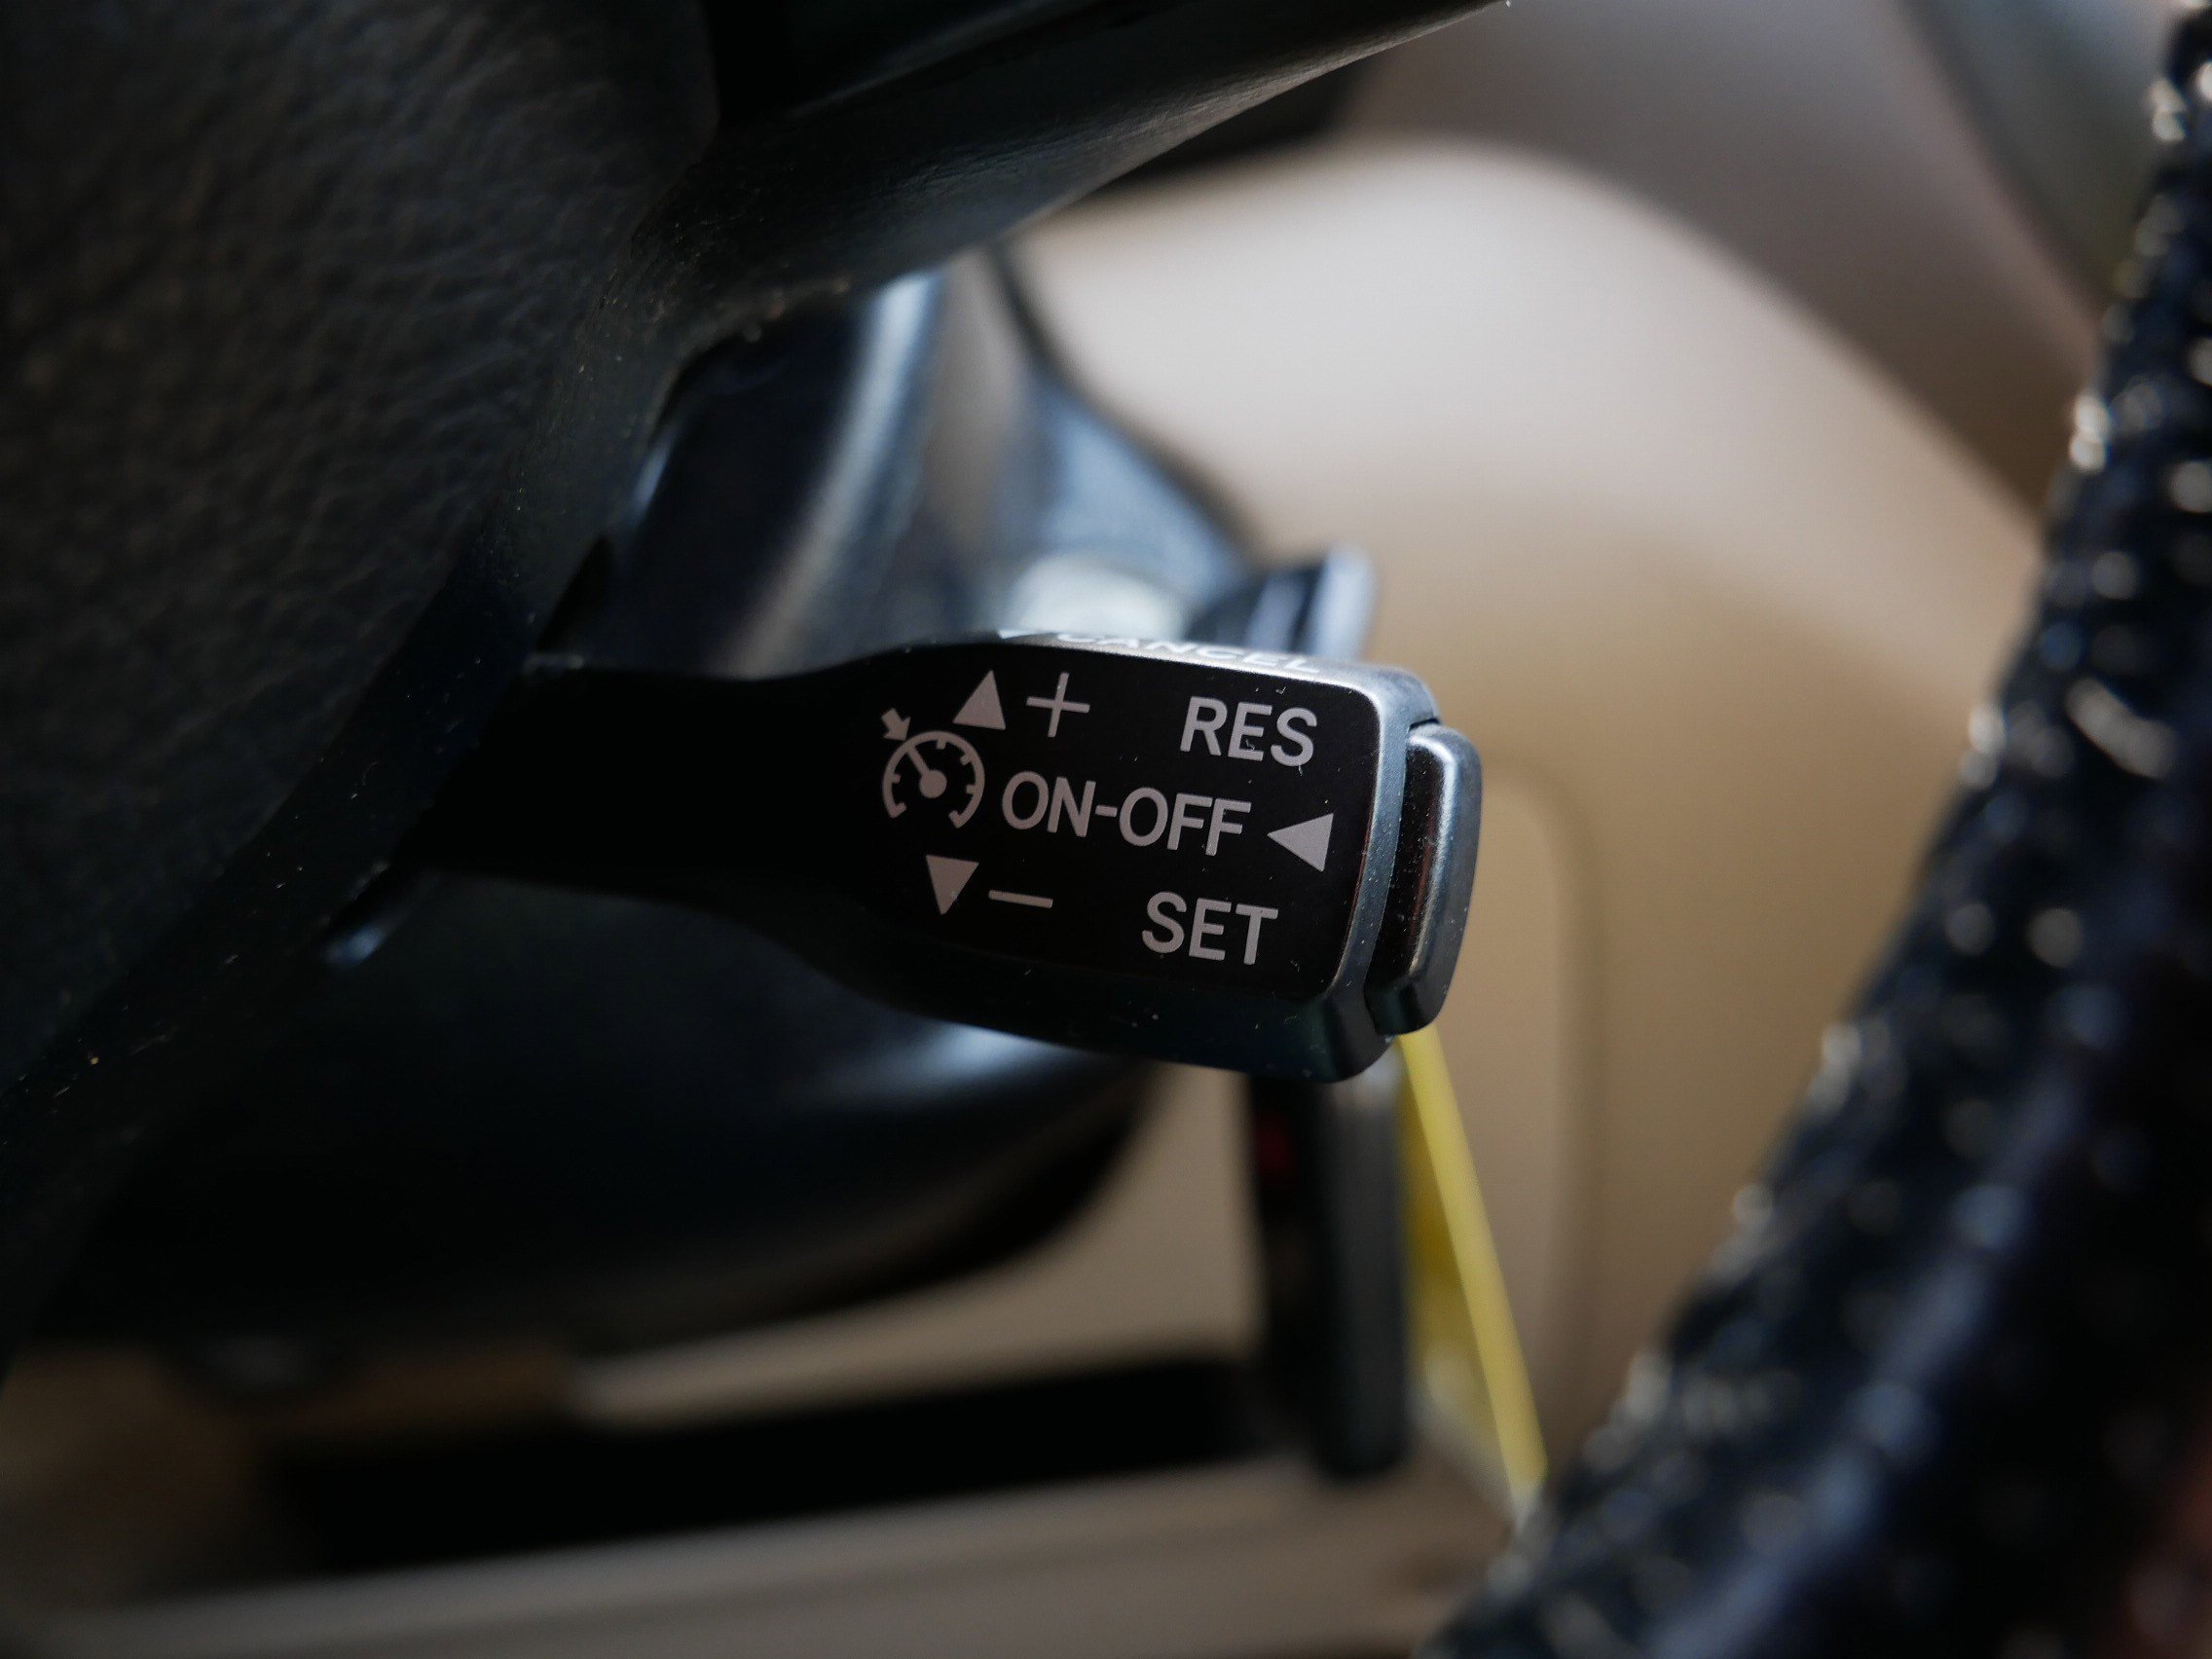 CANCEL
+ RES
ON-OFF
− SET